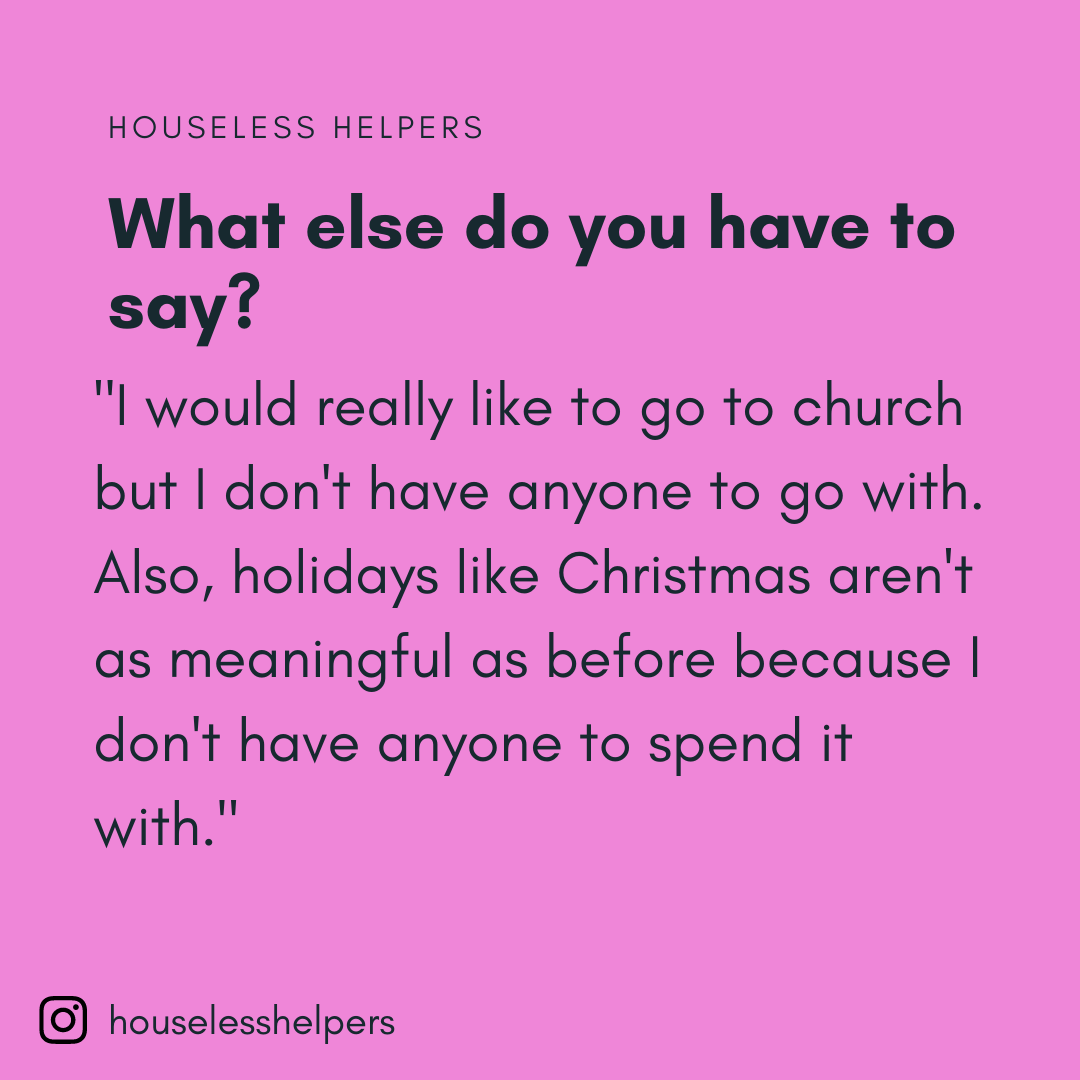 HOUSELESS HELPERS
What else do you have to
say?
"I would really like to go to church
but I don't have anyone to go with.
Also, holidays like Christmas aren't
as meaningful as before because I
don't have anyone to spend it
with."
houselesshelpers